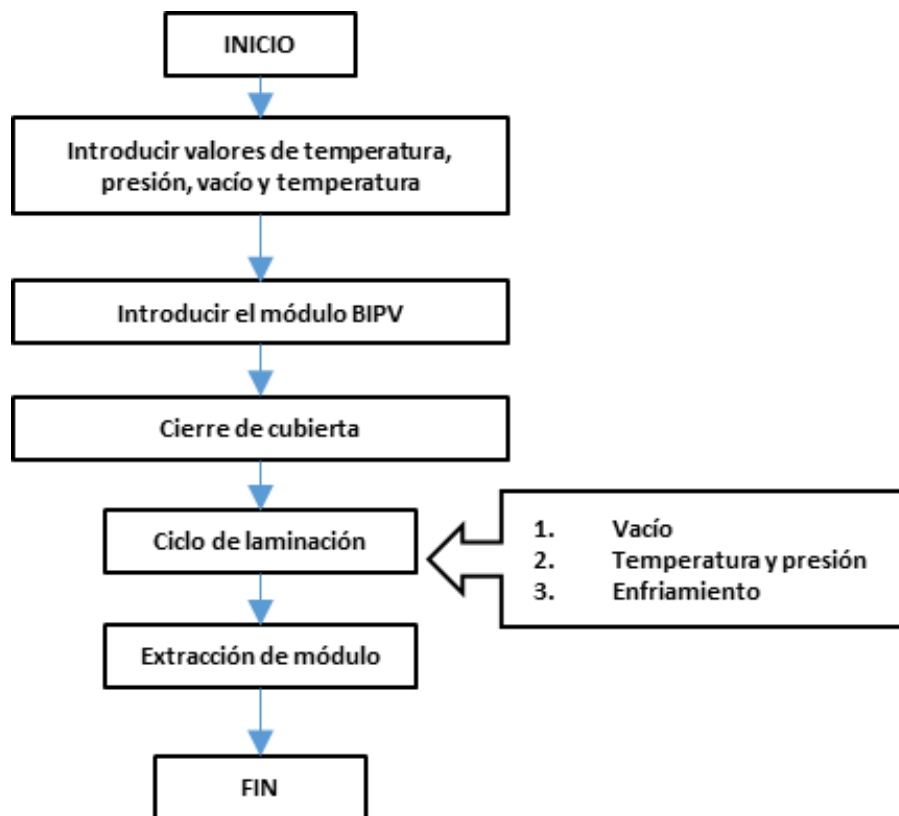 INICIO
Introducir valores de temperatura,
presión, vacío y temperatura
Introducir el módulo BIPV
Cierre de cubierta
Ciclo de laminación
1. Vacío
2. Temperatura y presión
3. Enfriamiento
Extracción de módulo
FIN